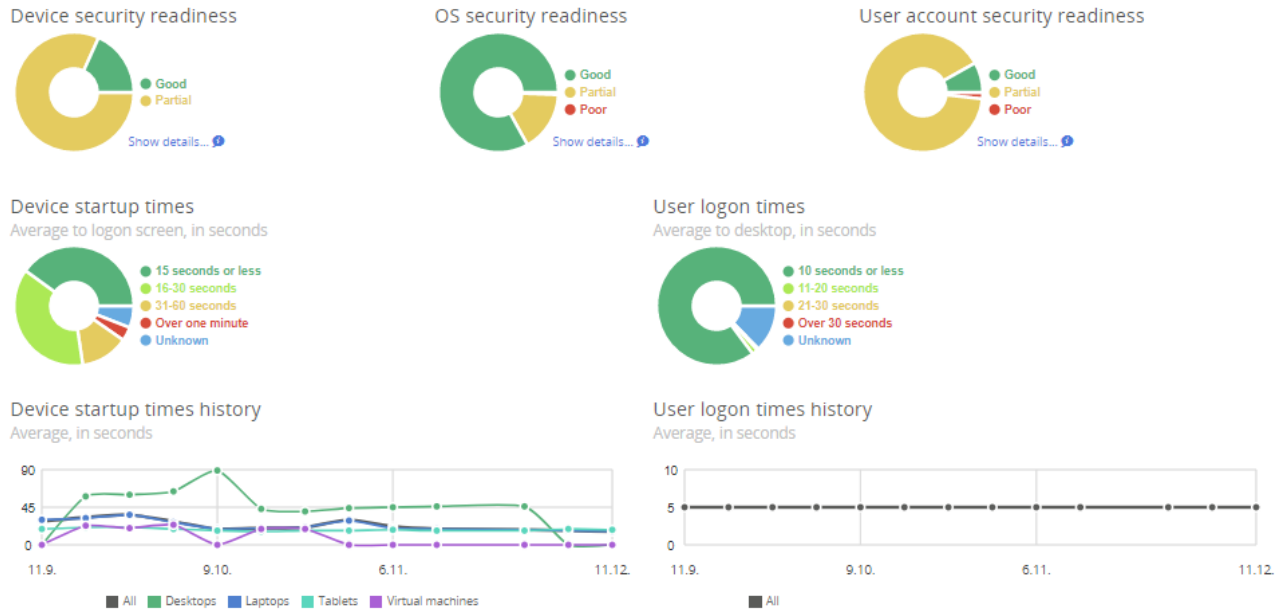 Device security readiness
Good
Partial
Show details...
OS security readiness
Good
Partial
Poor
Show details...
User account security readiness
Good
Partial
Poor
Show details...
Device startup times
Average to logon screen, in seconds
15 seconds or less
16-30 seconds
31-60 seconds
Over one minute
Unknown
User logon times
Average to desktop, in seconds
10 seconds or less
11-20 seconds
21-30 seconds
Over 30 seconds
Unknown
Device startup times history
Average, in seconds
90
45
0
11.9. 9.10. 6.11. 11.12.
All Desktops Laptops Tablets Virtual machines
User logon times history
Average, in seconds
10
5
0
11.9. 9.10. 6.11. 11.12.
All